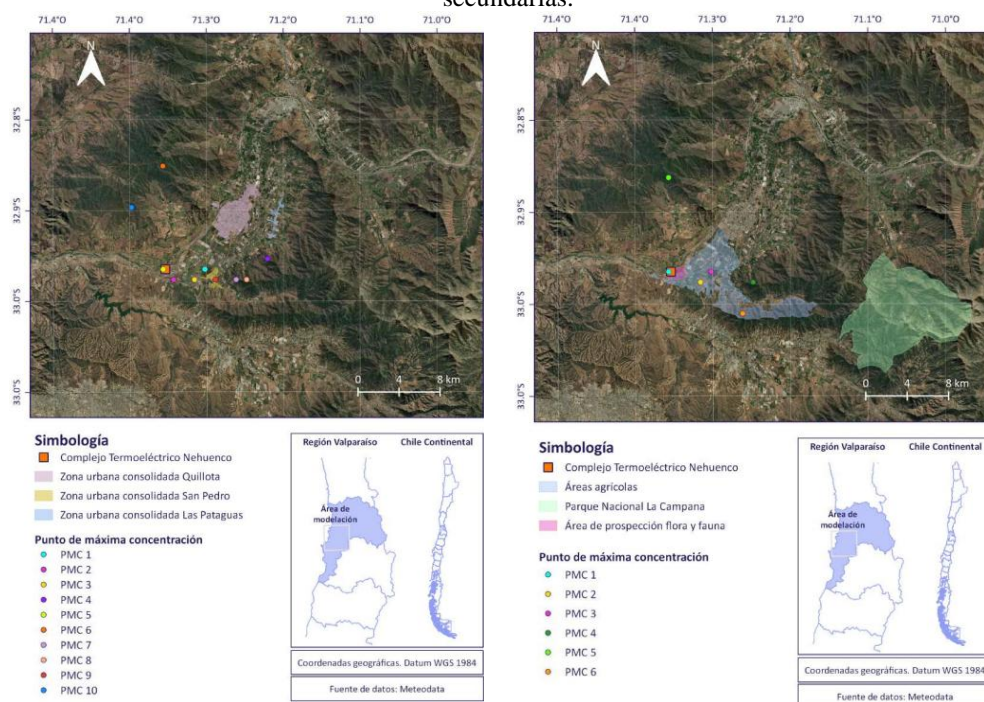 secundarias.
71.4°O 71.4°O 71.3°O 71.2°O 71.1°O 71.0°O
N
32.8°S
32.9°S
33.0°S
33.0°S
0 4 8 km
Simbología
Complejo Termoeléctrico Nehuenco
Zona urbana consolidada Quillota
Zona urbana consolidada San Pedro
Zona urbana consolidada Las Pataguas
Punto de máxima concentración
PMC 1
PMC 2
PMC 3
PMC 4
PMC 5
PMC 6
PMC 7
PMC 8
PMC 9
PMC 10
Región Valparaíso Chile Continental
Área de
modelación
Coordenadas geográficas. Datum WGS 1984
Fuente de datos: Meteodata
71.4°O 71.4°O 71.3°O 71.2°O 71.1°O 71.0°O
N
32.8°S
32.9°S
33.0°S
33.0°S
0 4 8 km
Simbología
Complejo Termoeléctrico Nehuenco
Áreas agrícolas
Parque Nacional La Campana
Área de prospección flora y fauna
Punto de máxima concentración
PMC 1
PMC 2
PMC 3
PMC 4
PMC 5
PMC 6
Región Valparaíso Chile Continental
Área de
modelación
Coordenadas geográficas. Datum WGS 1984
Fuente de datos: Meteodata